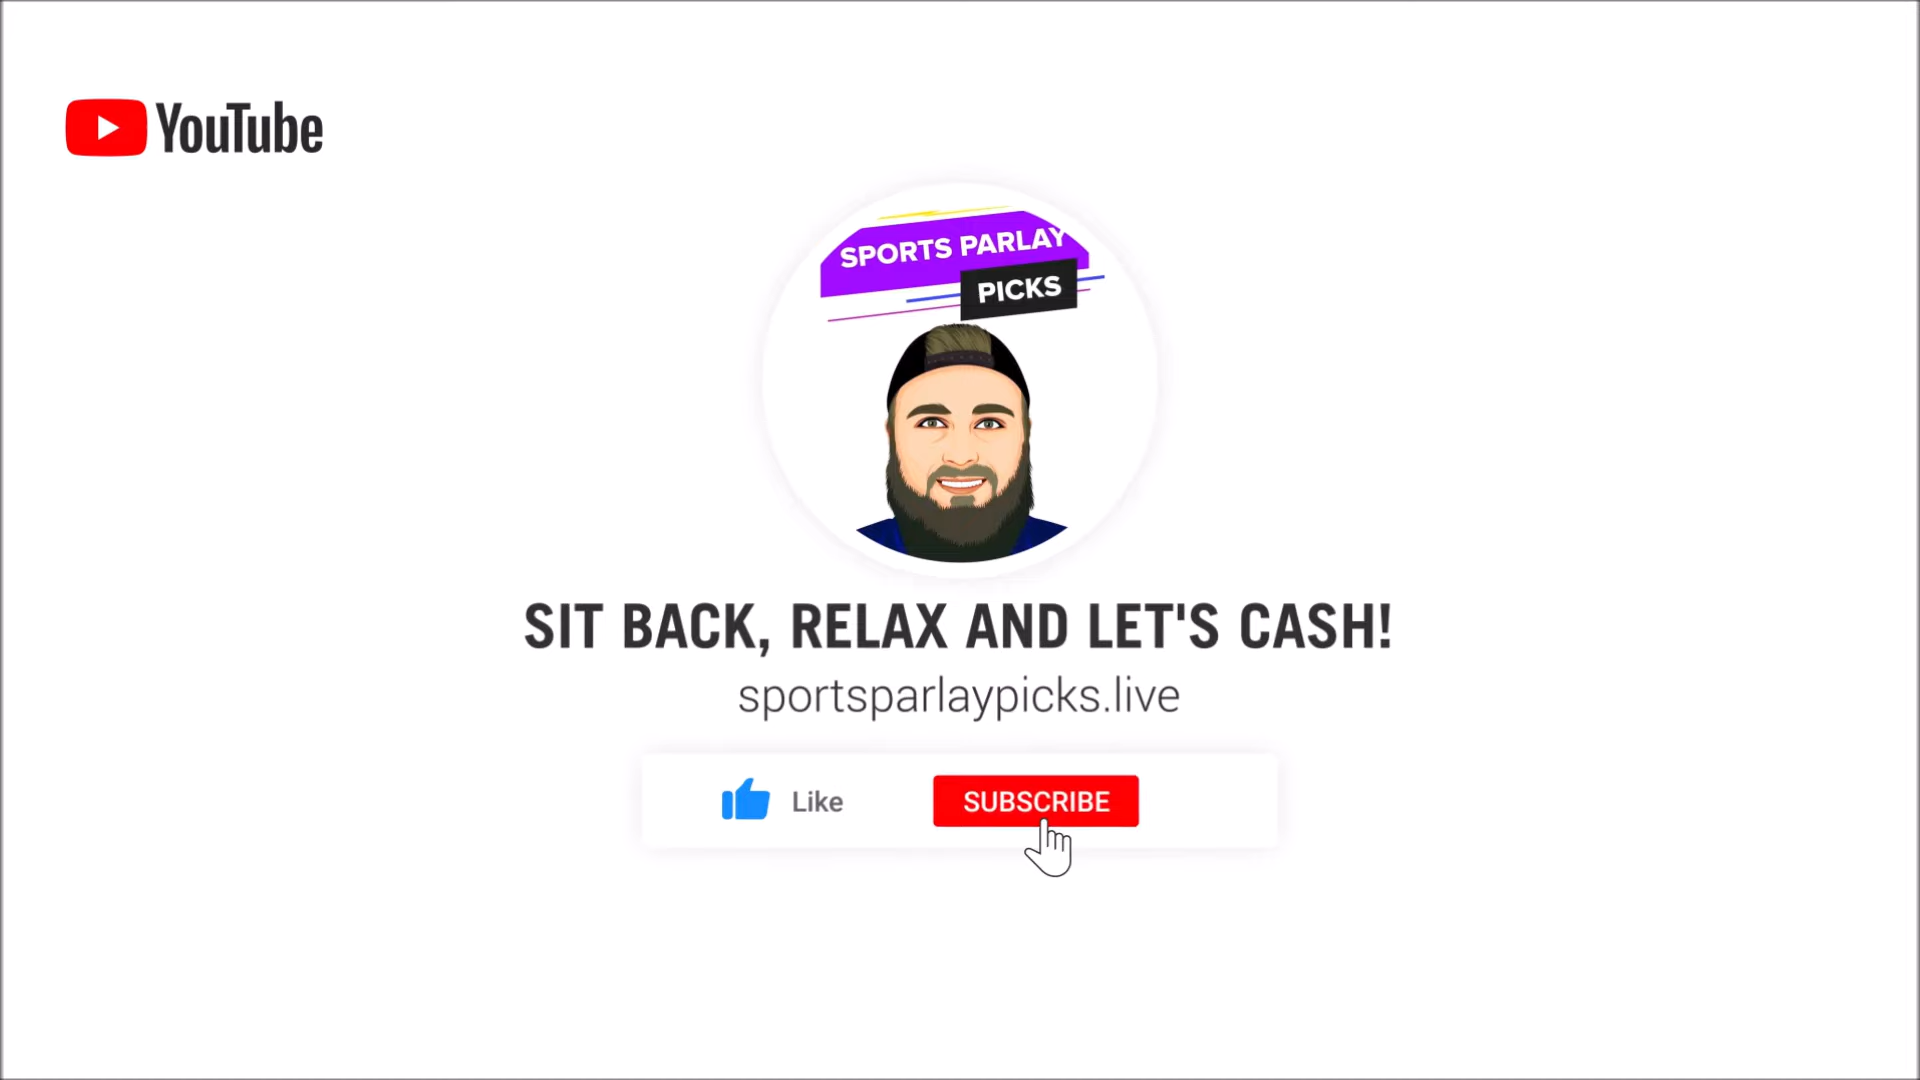 YouTube
SPORTS PARLAY
PICKS
SIT BACK, RELAX AND LET'S CASH!
sportsparlaypicks.live
Like
SUBSCRIBE